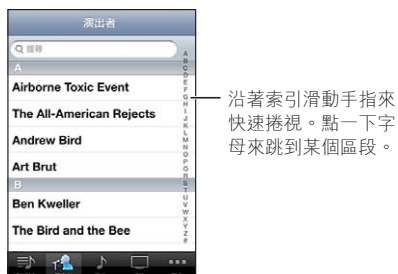 演出者
搜尋
A
Airborne Toxic Event
The All-American Rejects
Andrew Bird
Art Brut
B
Ben Kweller
The Bird and the Bee
A
B
C
D
E
F
G
H
I
J
K
L
M
N
O
P
Q
R
S
T
U
V
W
X
Y
Z
#
沿著索引滑動手指來
快速捲視。點一下字
母來跳到某個區段。